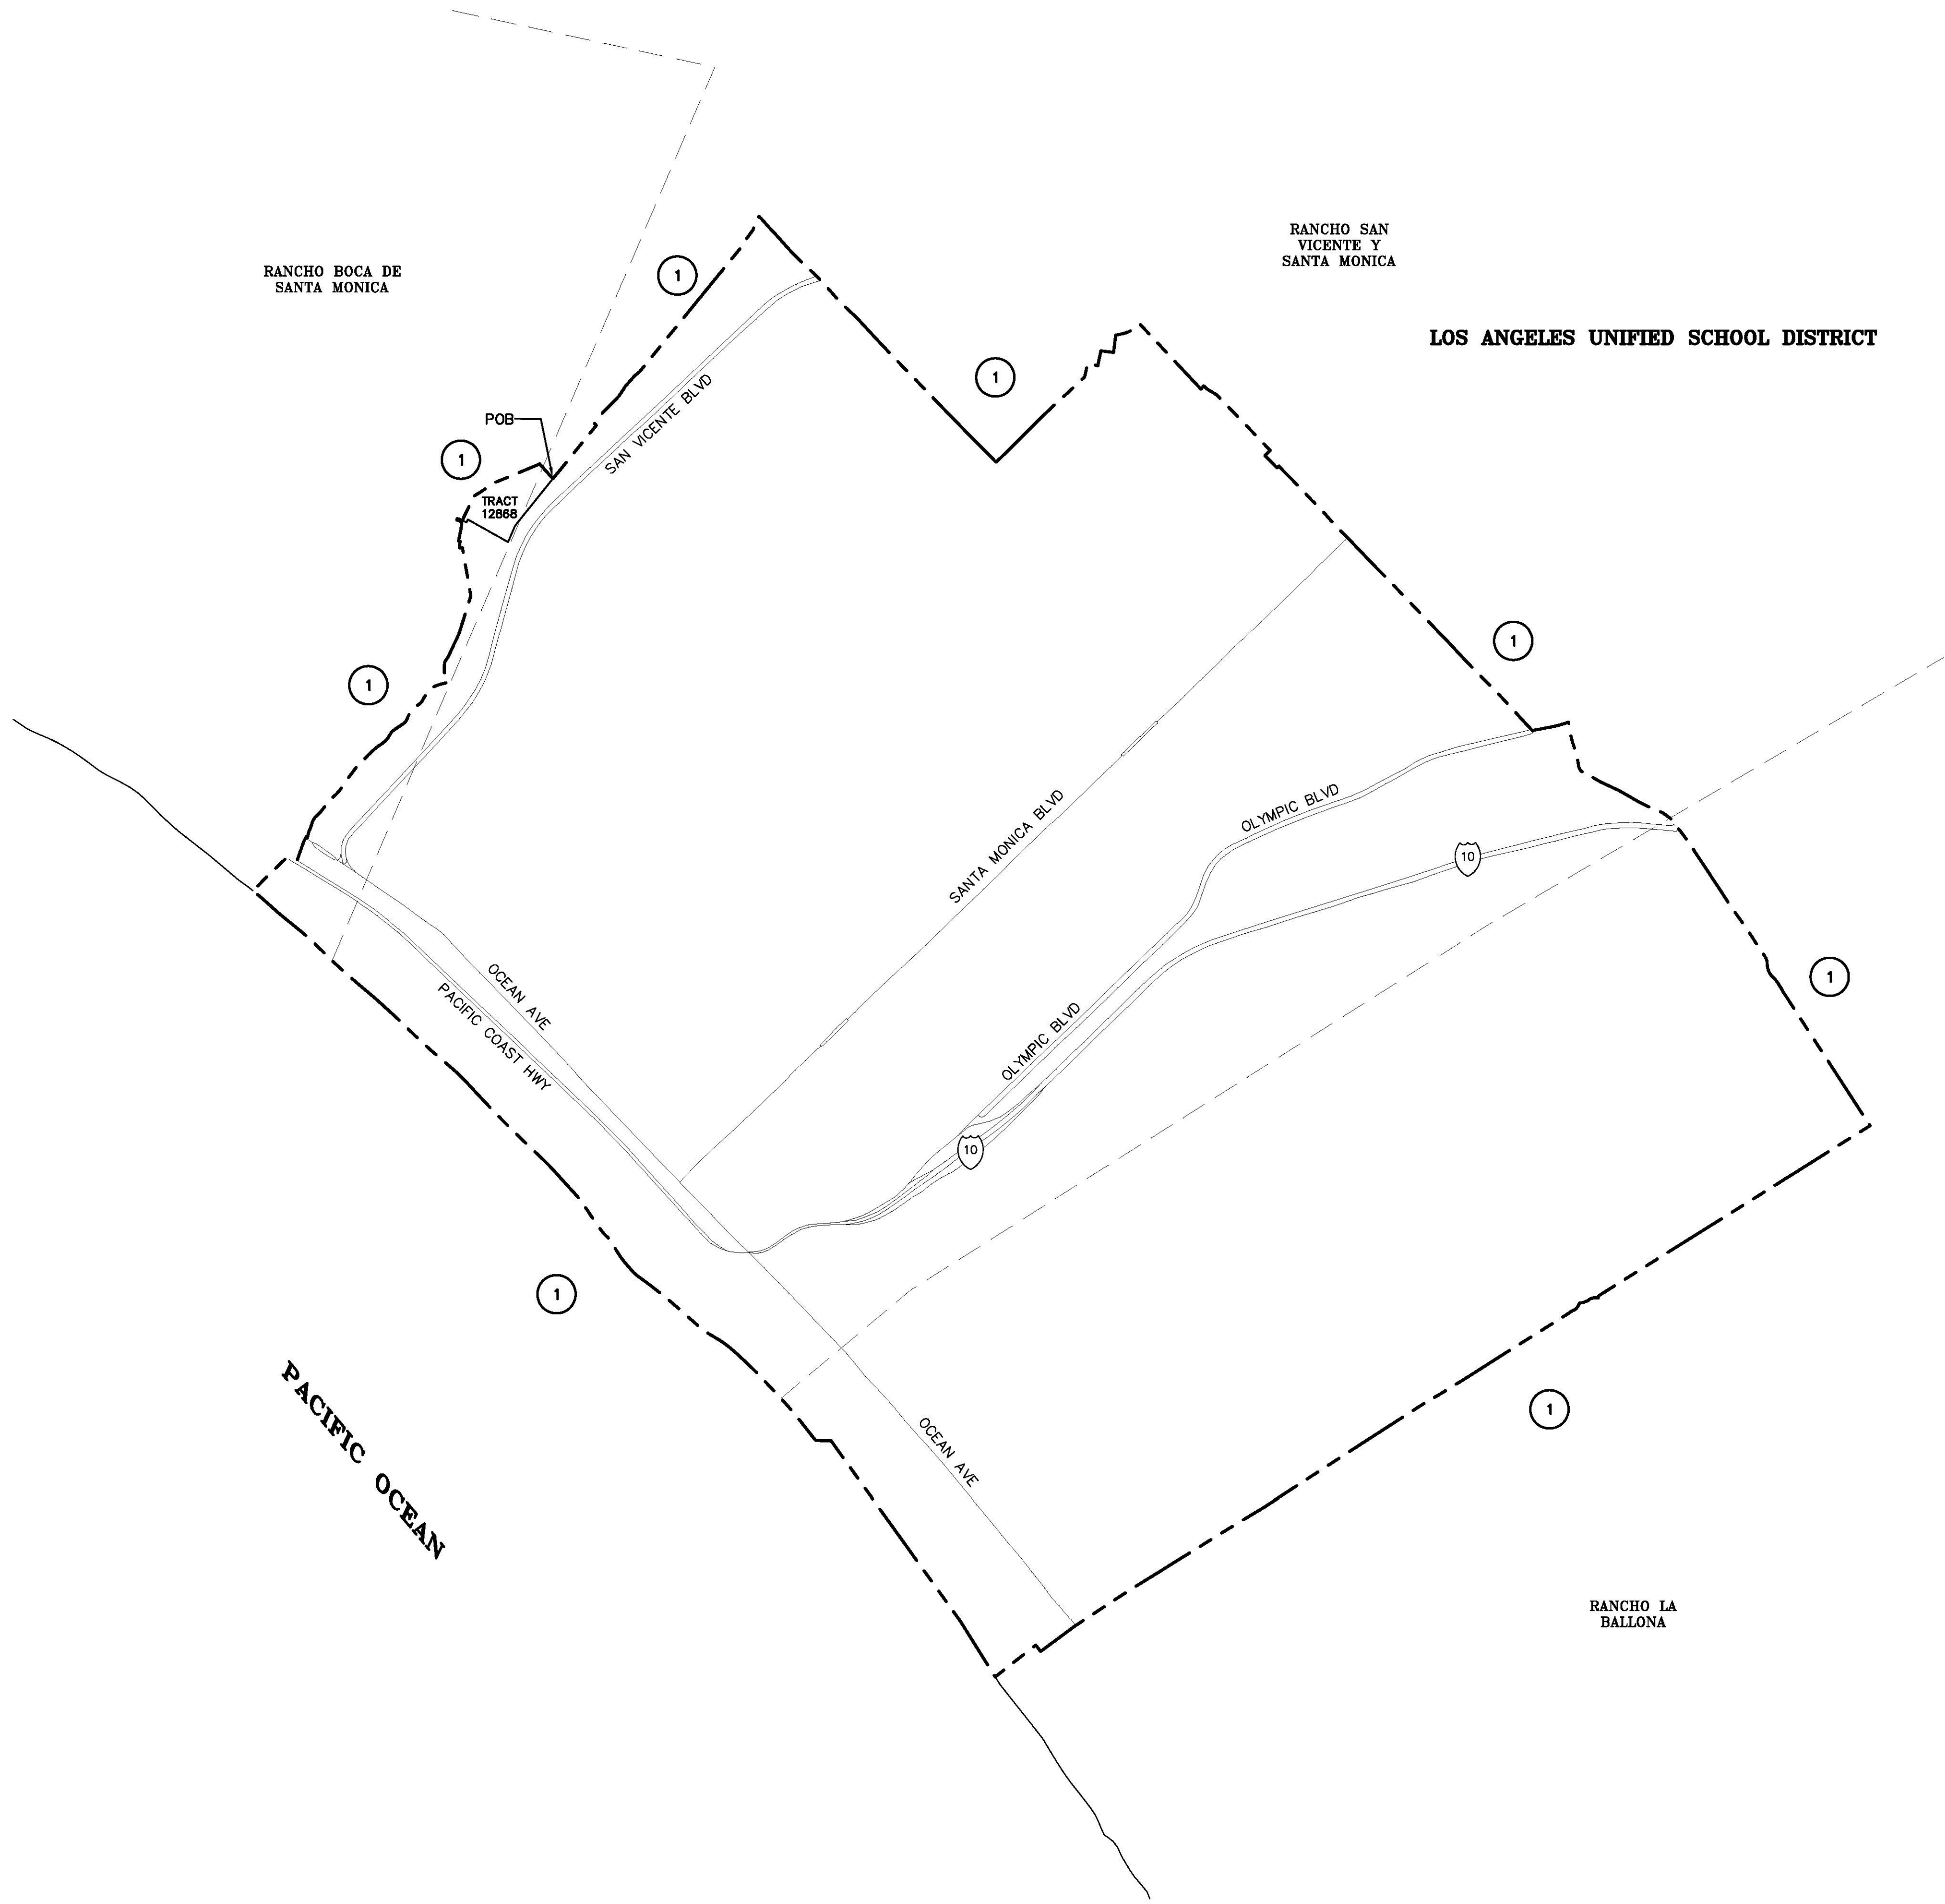 RANCHO SAN
VICENTE Y
SANTA MONICA
RANCHO BOCA DE
SANTA MONICA
1
LOS ANGELES UNIFIED SCHOOL DISTRICT
1
SAN VICENTE BLVD
POB
1
TRACT
12868
1
1
SANTA MONICA BLVD
OLYMPIC BLVD
10
1
OCEAN AVE
PACIFIC COAST HWY
OLYMPIC BLVD
10
1
PACIFIC OCEAN
1
OCEAN AVE
RANCHO LA
BALLONA